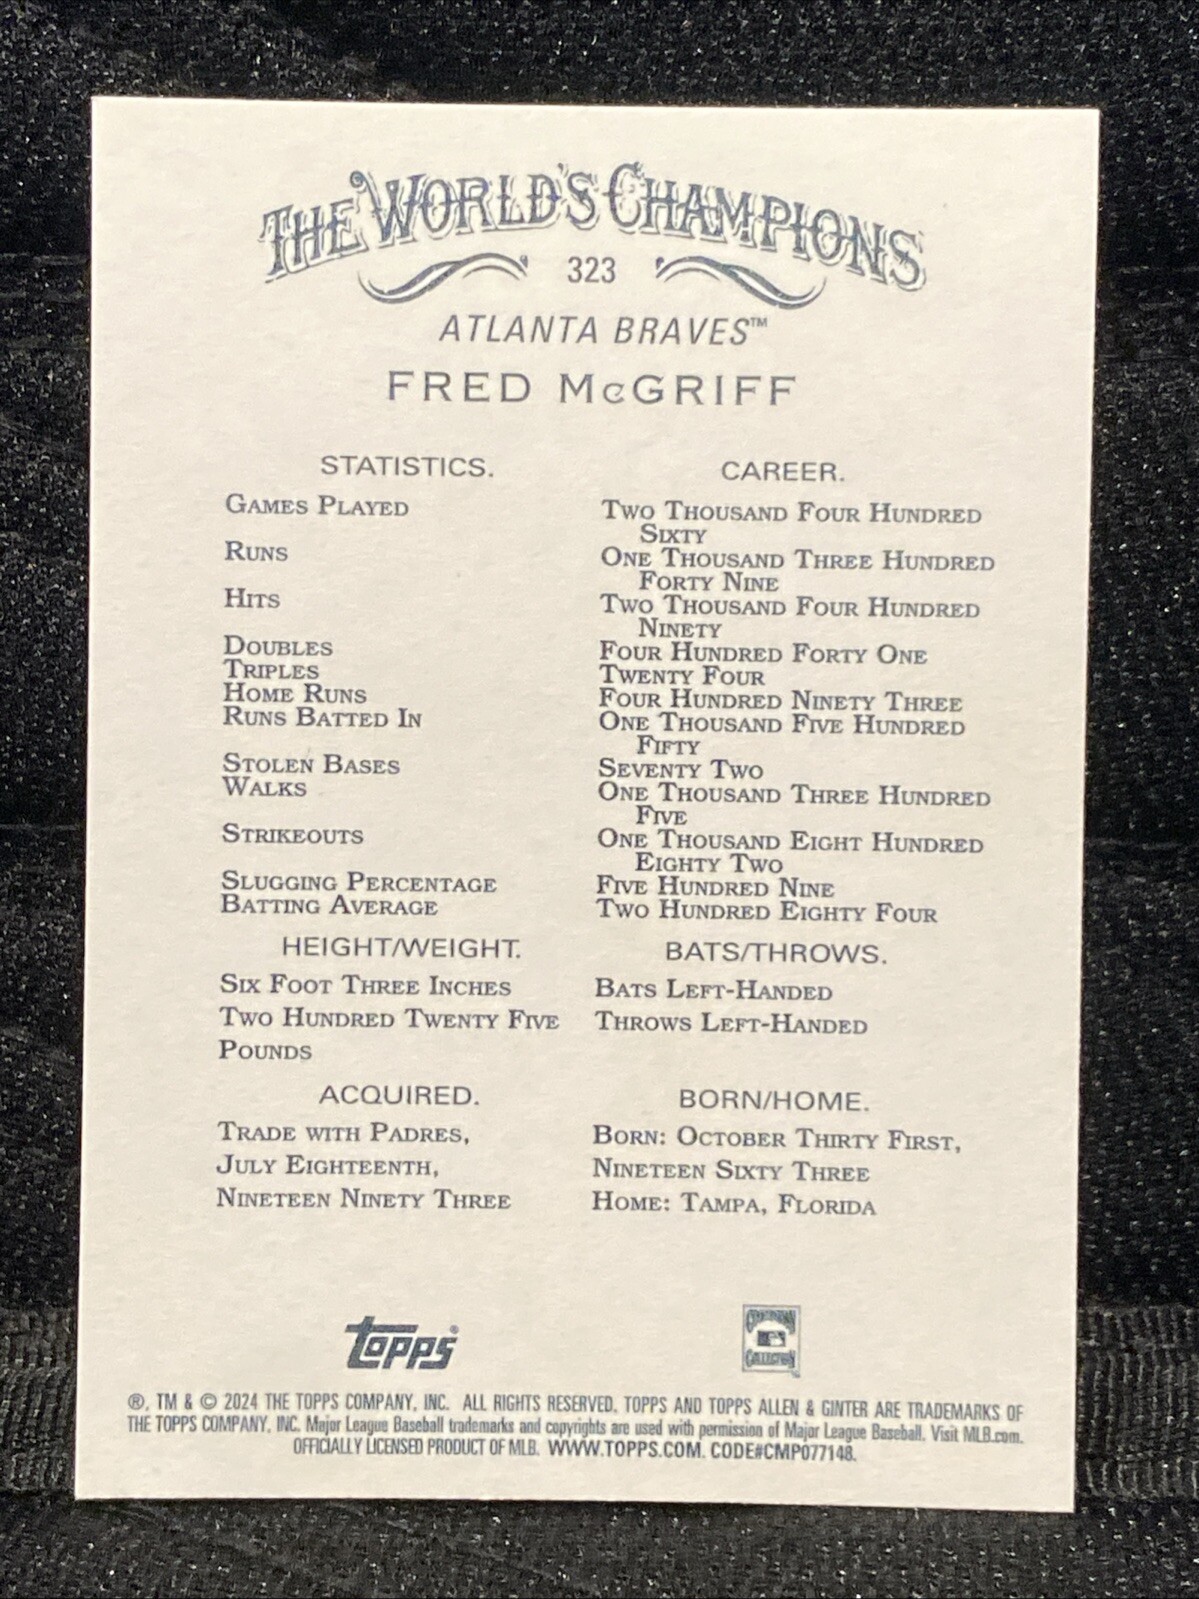 THE WORLD'S CHAMPIONS
323
ATLANTA BRAVES™
FRED McGRIFF
STATISTICS. CAREER.
GAMES PLAYED TWO THOUSAND FOUR HUNDRED
SIXTY
RUNS ONE THOUSAND THREE HUNDRED
FORTY NINE
HITS TWO THOUSAND FOUR HUNDRED
NINETY
DOUBLES FOUR HUNDRED FORTY ONE
TRIPLES TWENTY FOUR
HOME RUNS FOUR HUNDRED NINETY THREE
RUNS BATTED IN ONE THOUSAND FIVE HUNDRED
FIFTY
STOLEN BASES SEVENTY TWO
WALKS ONE THOUSAND THREE HUNDRED
FIVE
STRIKEOUTS ONE THOUSAND EIGHT HUNDRED
EIGHTY TWO
SLUGGING PERCENTAGE FIVE HUNDRED NINE
BATTING AVERAGE TWO HUNDRED EIGHTY FOUR
HEIGHT/WEIGHT.
SIX FOOT THREE INCHES
TWO HUNDRED TWENTY FIVE
POUNDS
BATS/THROWS.
BATS LEFT-HANDED
THROWS LEFT-HANDED
ACQUIRED.
TRADE WITH PADRES,
JULY EIGHTEENTH,
NINETEEN NINETY THREE
BORN/HOME.
BORN: OCTOBER THIRTY FIRST,
NINETEEN SIXTY THREE
HOME: TAMPA, FLORIDA
TOPPS®
COOPERSTOWN
COLLECTION
®, TM & © 2024 THE TOPPS COMPANY, INC. ALL RIGHTS RESERVED. TOPPS AND TOPPS ALLEN & GINTER ARE TRADEMARKS OF
THE TOPPS COMPANY, INC. Major League Baseball trademarks and copyrights are used with permission of Major League Baseball. Visit MLB.com.
OFFICIALLY LICENSED PRODUCT OF MLB. WWW.TOPPS.COM. CODE#CMP077148.